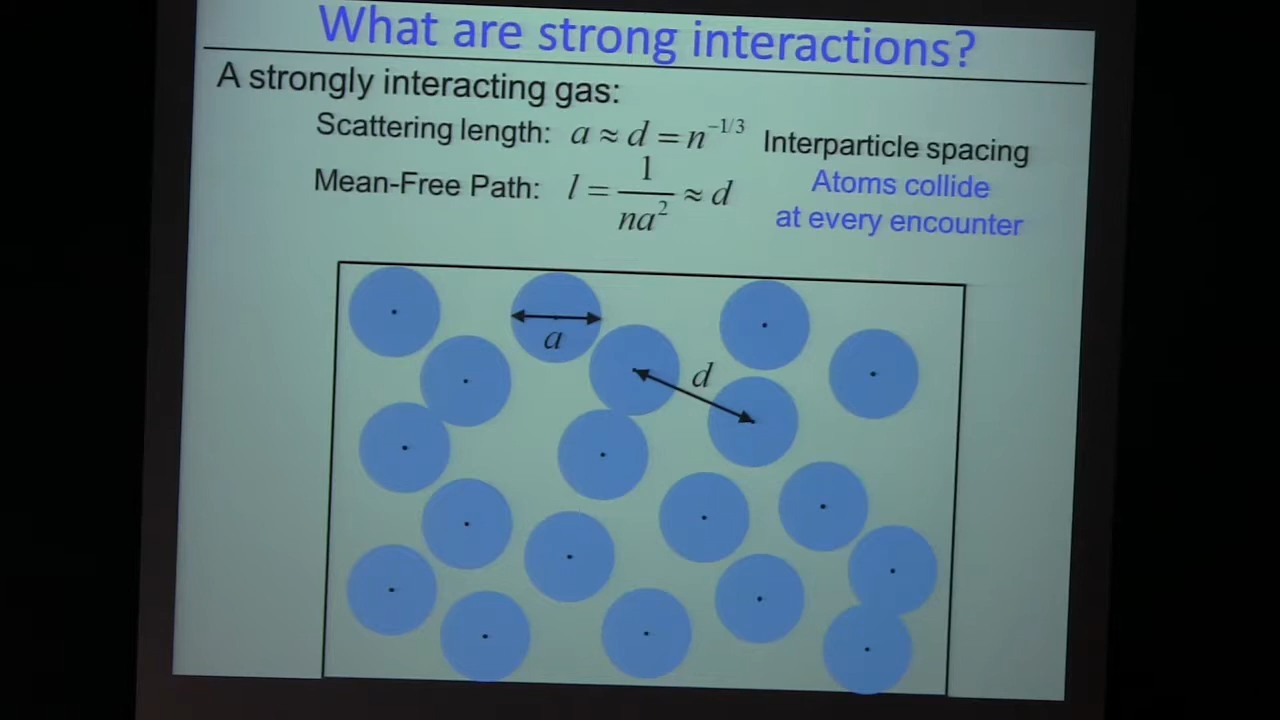 What are strong interactions?
A strongly interacting gas:
Scattering length: a ≈ d = n^{-1/3} Interparticle spacing
Mean-Free Path: l = 1/(na²) ≈ d Atoms collide
at every encounter
a
d